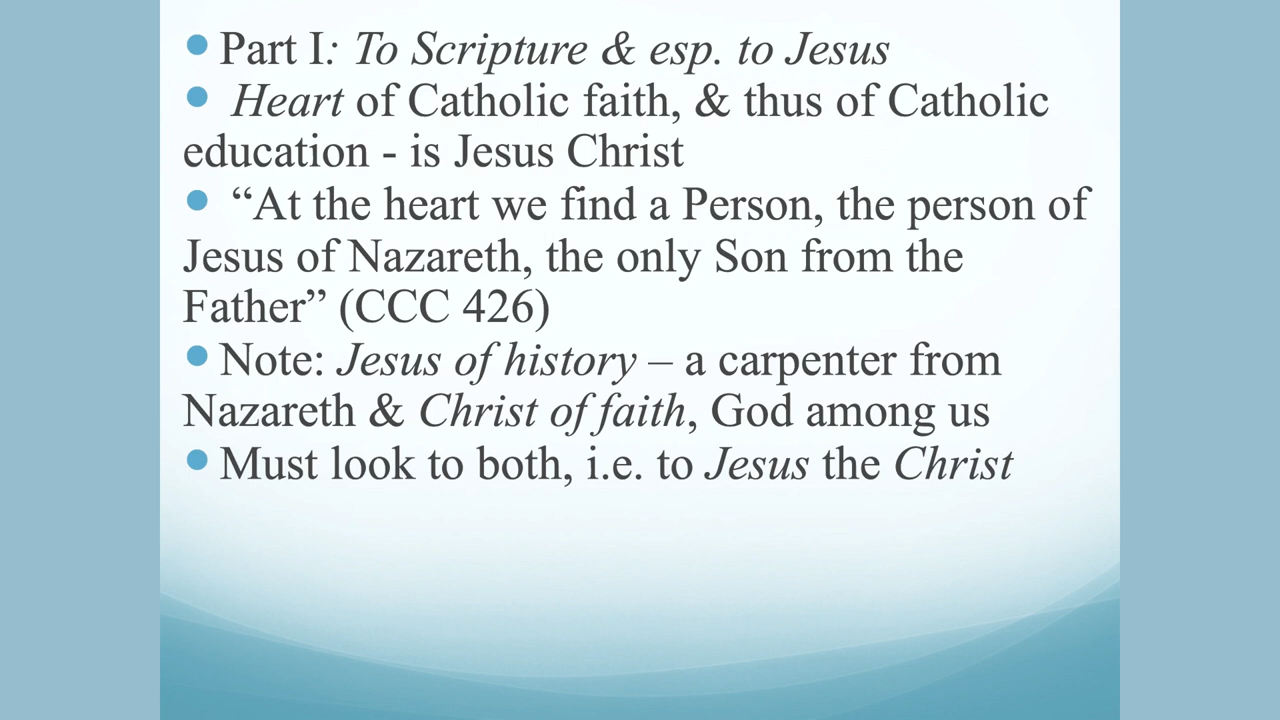 • Part I: To Scripture & esp. to Jesus
• Heart of Catholic faith, & thus of Catholic
education - is Jesus Christ
• “At the heart we find a Person, the person of
Jesus of Nazareth, the only Son from the
Father” (CCC 426)
• Note: Jesus of history – a carpenter from
Nazareth & Christ of faith, God among us
• Must look to both, i.e. to Jesus the Christ